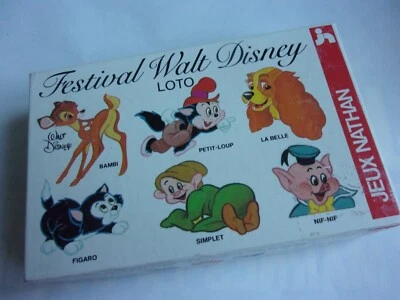 Festival Walt Disney
LOTO
Walt
Disney
BAMBI
PETIT-LOUP
LA BELLE
FIGARO
SIMPLET
NIF-NIF
JEUX NATHAN